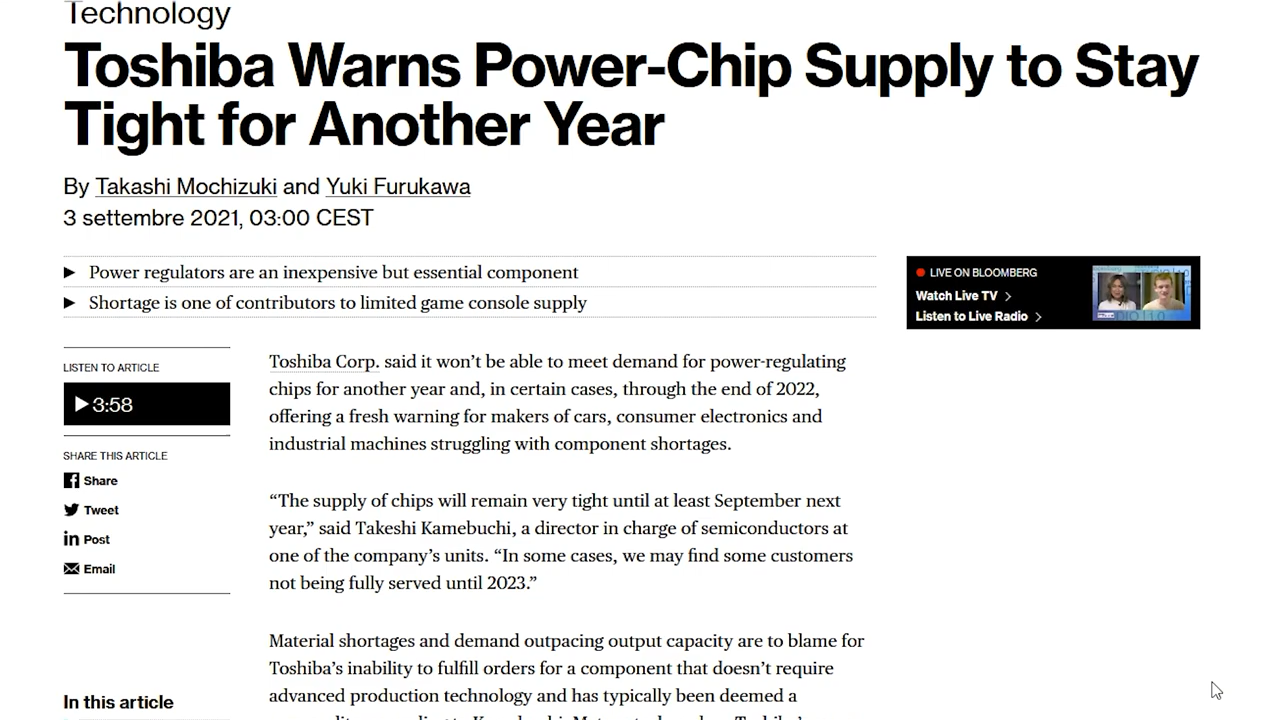 Technology
Toshiba Warns Power-Chip Supply to Stay
Tight for Another Year
By Takashi Mochizuki and Yuki Furukawa
3 settembre 2021, 03:00 CEST
Power regulators are an inexpensive but essential component
Shortage is one of contributors to limited game console supply
LIVE ON BLOOMBERG
Watch Live TV
Listen to Live Radio
LISTEN TO ARTICLE
3:58
SHARE THIS ARTICLE
Share
Tweet
Post
Email
In this article
Toshiba Corp. said it won’t be able to meet demand for power-regulating
chips for another year and, in certain cases, through the end of 2022,
offering a fresh warning for makers of cars, consumer electronics and
industrial machines struggling with component shortages.
“The supply of chips will remain very tight until at least September next
year,” said Takeshi Kamebuchi, a director in charge of semiconductors at
one of the company’s units. “In some cases, we may find some customers
not being fully served until 2023.”
Material shortages and demand outpacing output capacity are to blame for
Toshiba’s inability to fulfill orders for a component that doesn’t require
advanced production technology and has typically been deemed a